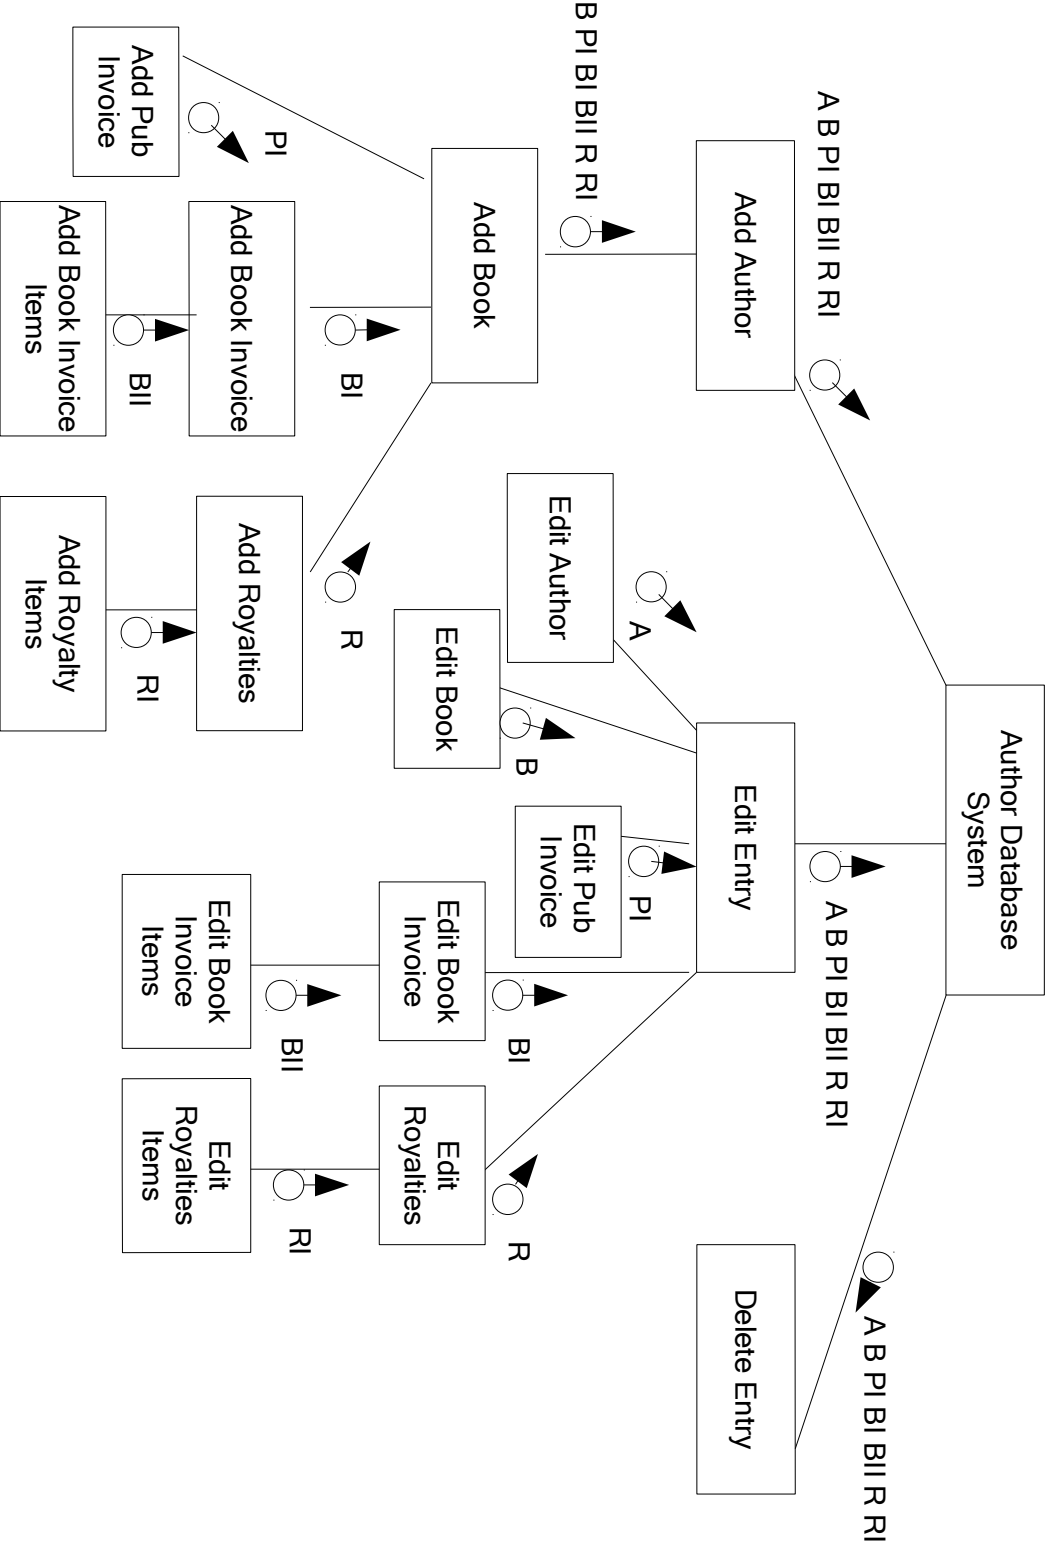 Author Database
System
A B PI BI BII R RI
A B PI BI BII R RI
A B PI BI BII R RI
Add Author
Edit Entry
Delete Entry
B PI BI BII R RI
A
B
PI
BI
R
Add Book
Edit Author
Edit Book
Edit Pub
Invoice
Edit Book
Invoice
Edit
Royalties
PI
BI
R
BII
RI
Add Pub
Invoice
Add Book Invoice
Add Royalties
Edit Book
Invoice
Items
Edit
Royalties
Items
BII
RI
Add Book Invoice
Items
Add Royalty
Items